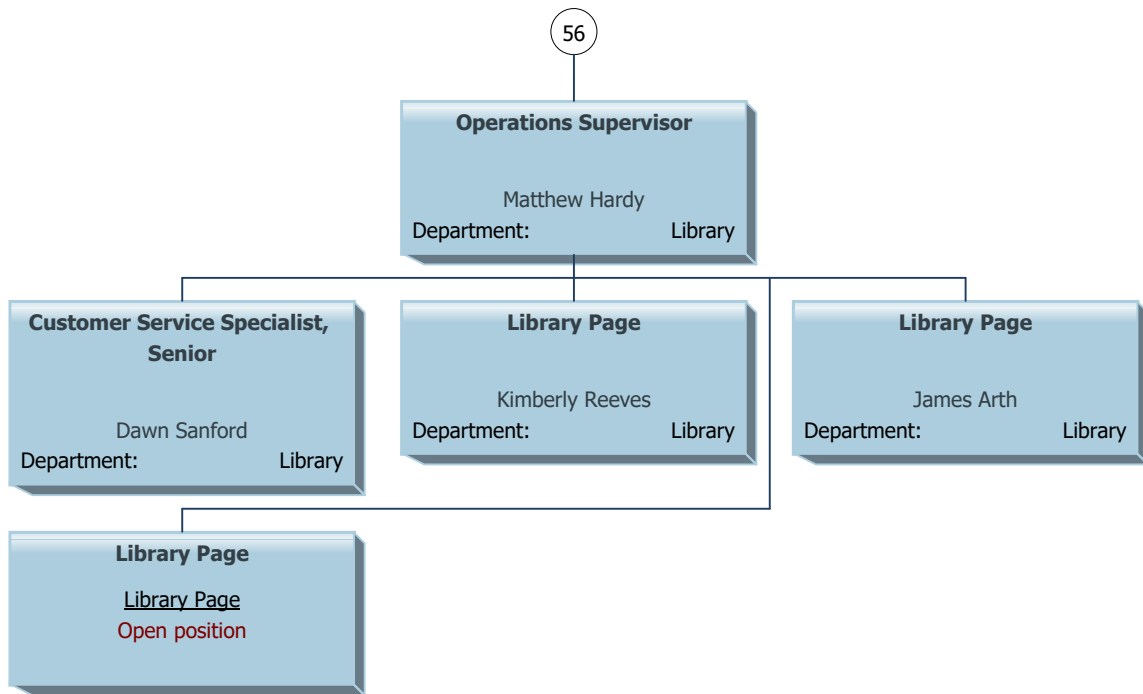 56
Operations Supervisor
Matthew Hardy
Department: Library
Customer Service Specialist,
Senior
Dawn Sanford
Department: Library
Library Page
Kimberly Reeves
Department: Library
Library Page
James Arth
Department: Library
Library Page
Library Page
Open position